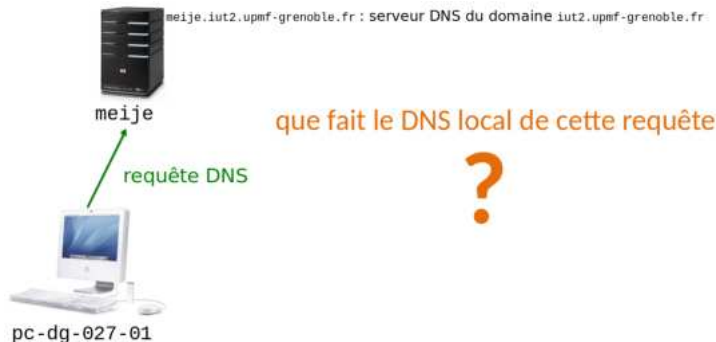 meije.iut2.upmf-grenoble.fr : serveur DNS du domaine iut2.upmf-grenoble.fr
meije
que fait le DNS local de cette requête
?
requête DNS
pc-dg-027-01